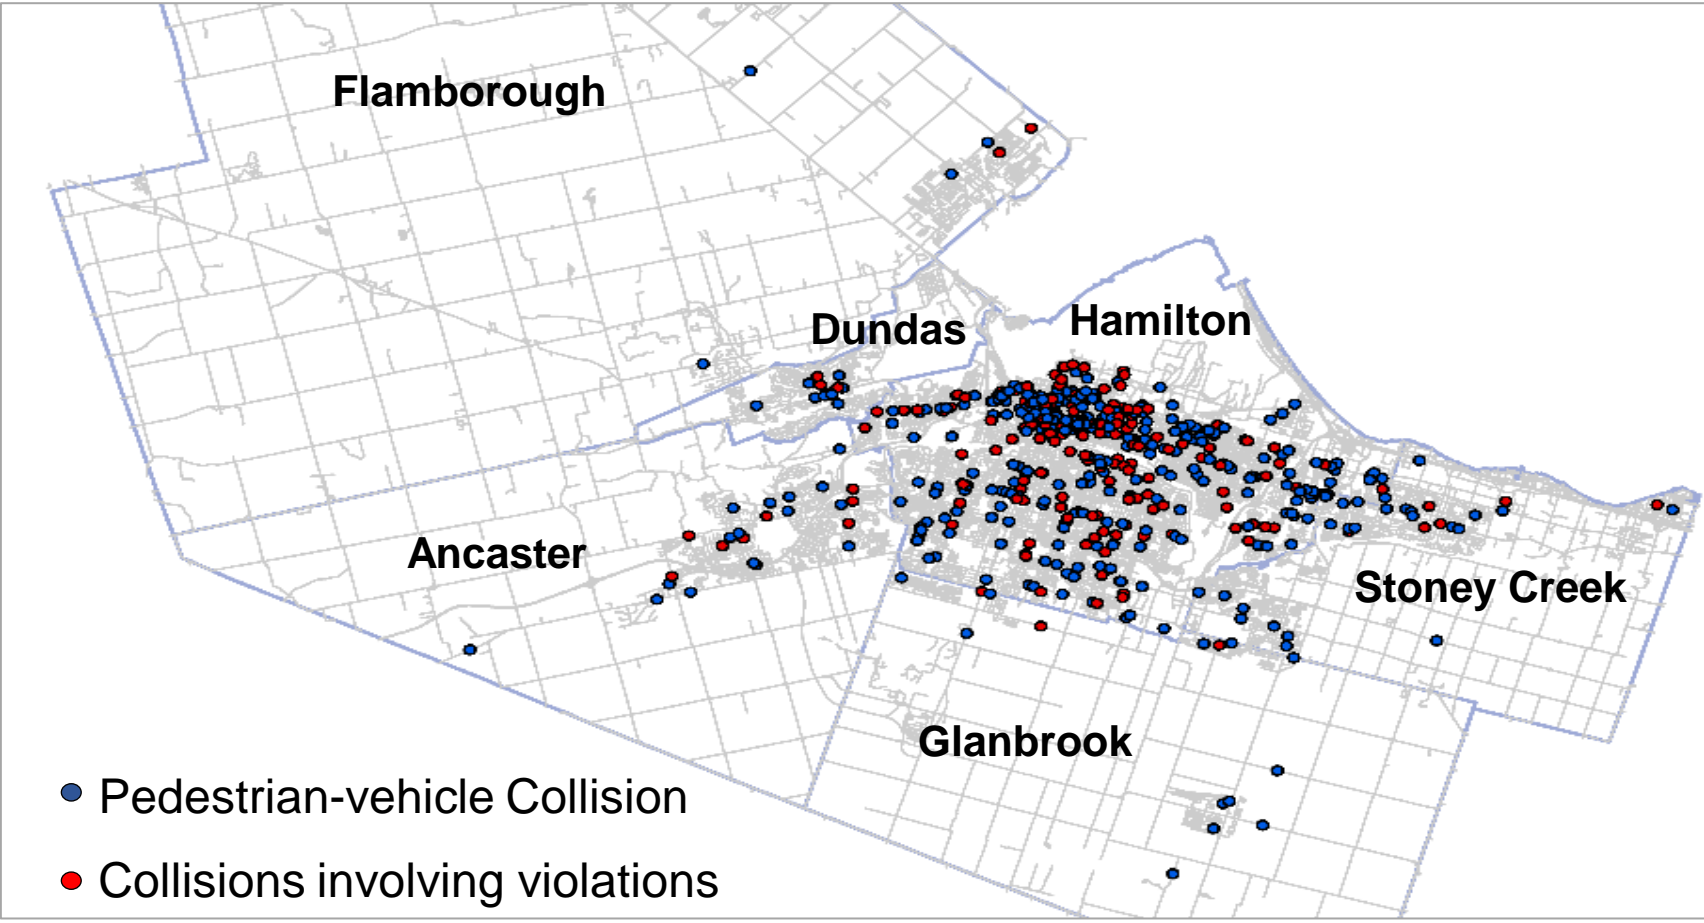 Flamborough
Dundas
Hamilton
Ancaster
Stoney Creek
Glanbrook
Pedestrian-vehicle Collision
Collisions involving violations